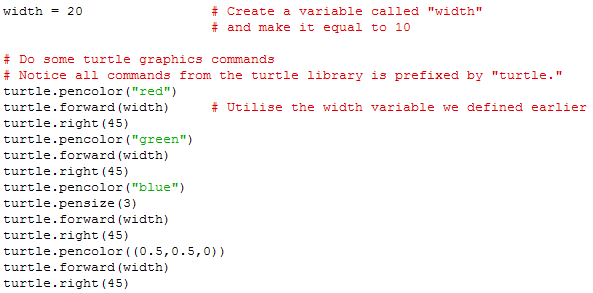 width = 20 # Create a variable called "width"
# and make it equal to 10
# Do some turtle graphics commands
# Notice all commands from the turtle library is prefixed by "turtle."
turtle.pencolor("red")
turtle.forward(width) # Utilise the width variable we defined earlier
turtle.right(45)
turtle.pencolor("green")
turtle.forward(width)
turtle.right(45)
turtle.pencolor("blue")
turtle.pensize(3)
turtle.forward(width)
turtle.right(45)
turtle.pencolor((0.5,0.5,0))
turtle.forward(width)
turtle.right(45)